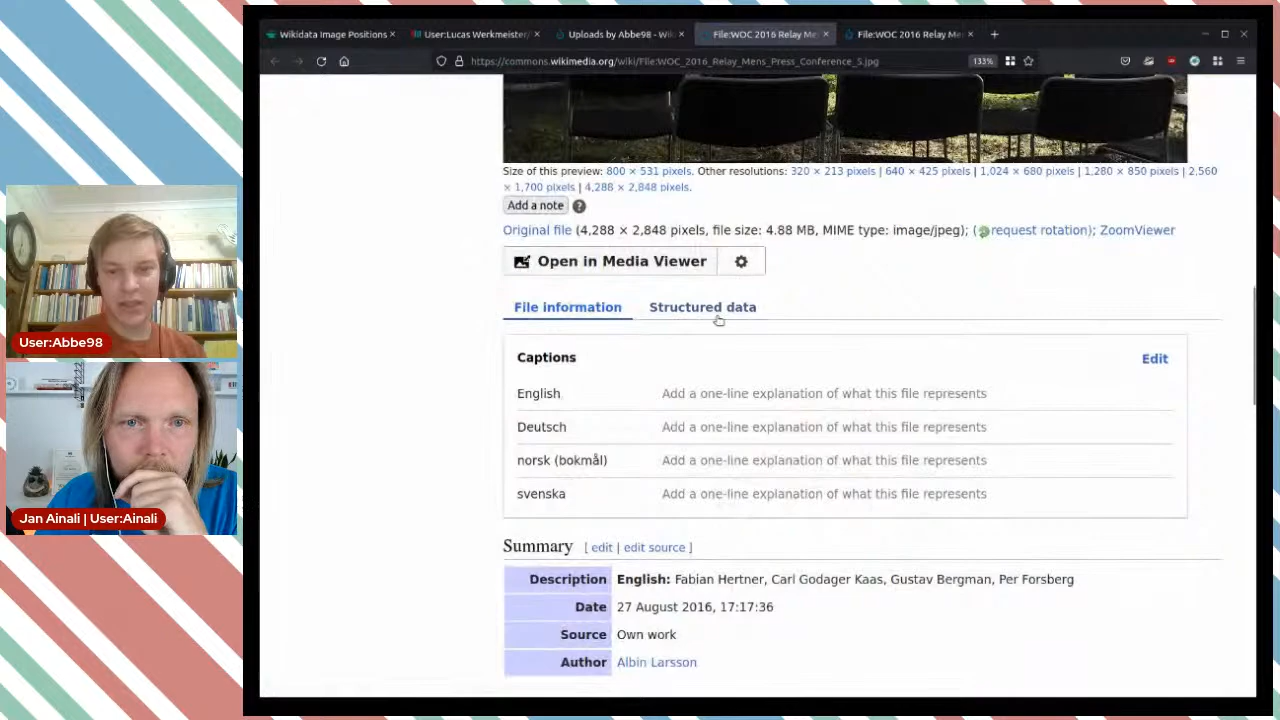 Wikidata Image Positions
User:Lucas Werkmeister/
Uploads by Abbe98 - Wi
File:WOC 2016 Relay Me
File:WOC 2016 Relay Me
https://commons.wikimedia.org/wiki/File:WOC_2016_Relay_Mens_Press_Conference_5.jpg
133%
Size of this preview: 800 × 531 pixels. Other resolutions: 320 × 213 pixels | 640 × 425 pixels | 1,024 × 680 pixels | 1,280 × 850 pixels | 2,560
× 1,700 pixels | 4,288 × 2,848 pixels.
Add a note ?
Original file (4,288 × 2,848 pixels, file size: 4.88 MB, MIME type: image/jpeg); (request rotation); ZoomViewer
Open in Media Viewer
File information Structured data
Captions Edit
English Add a one-line explanation of what this file represents
Deutsch Add a one-line explanation of what this file represents
norsk (bokmål) Add a one-line explanation of what this file represents
svenska Add a one-line explanation of what this file represents
Summary [ edit | edit source ]
Description English: Fabian Hertner, Carl Godager Kaas, Gustav Bergman, Per Forsberg
Date 27 August 2016, 17:17:36
Source Own work
Author Albin Larsson
User:Abbe98
Jan Ainali | User:Ainali